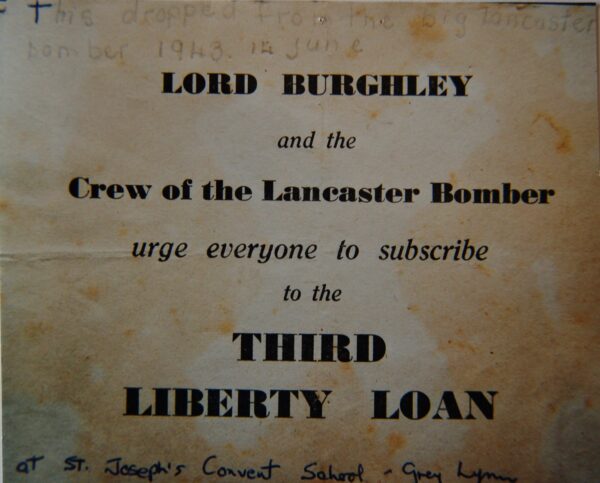 This dropped from the big Lancaster
bomber 1943. in June
LORD BURGHLEY
and the
Crew of the Lancaster Bomber
urge everyone to subscribe
to the
THIRD
LIBERTY LOAN
at St. Joseph's Convent School - Grey Lynn